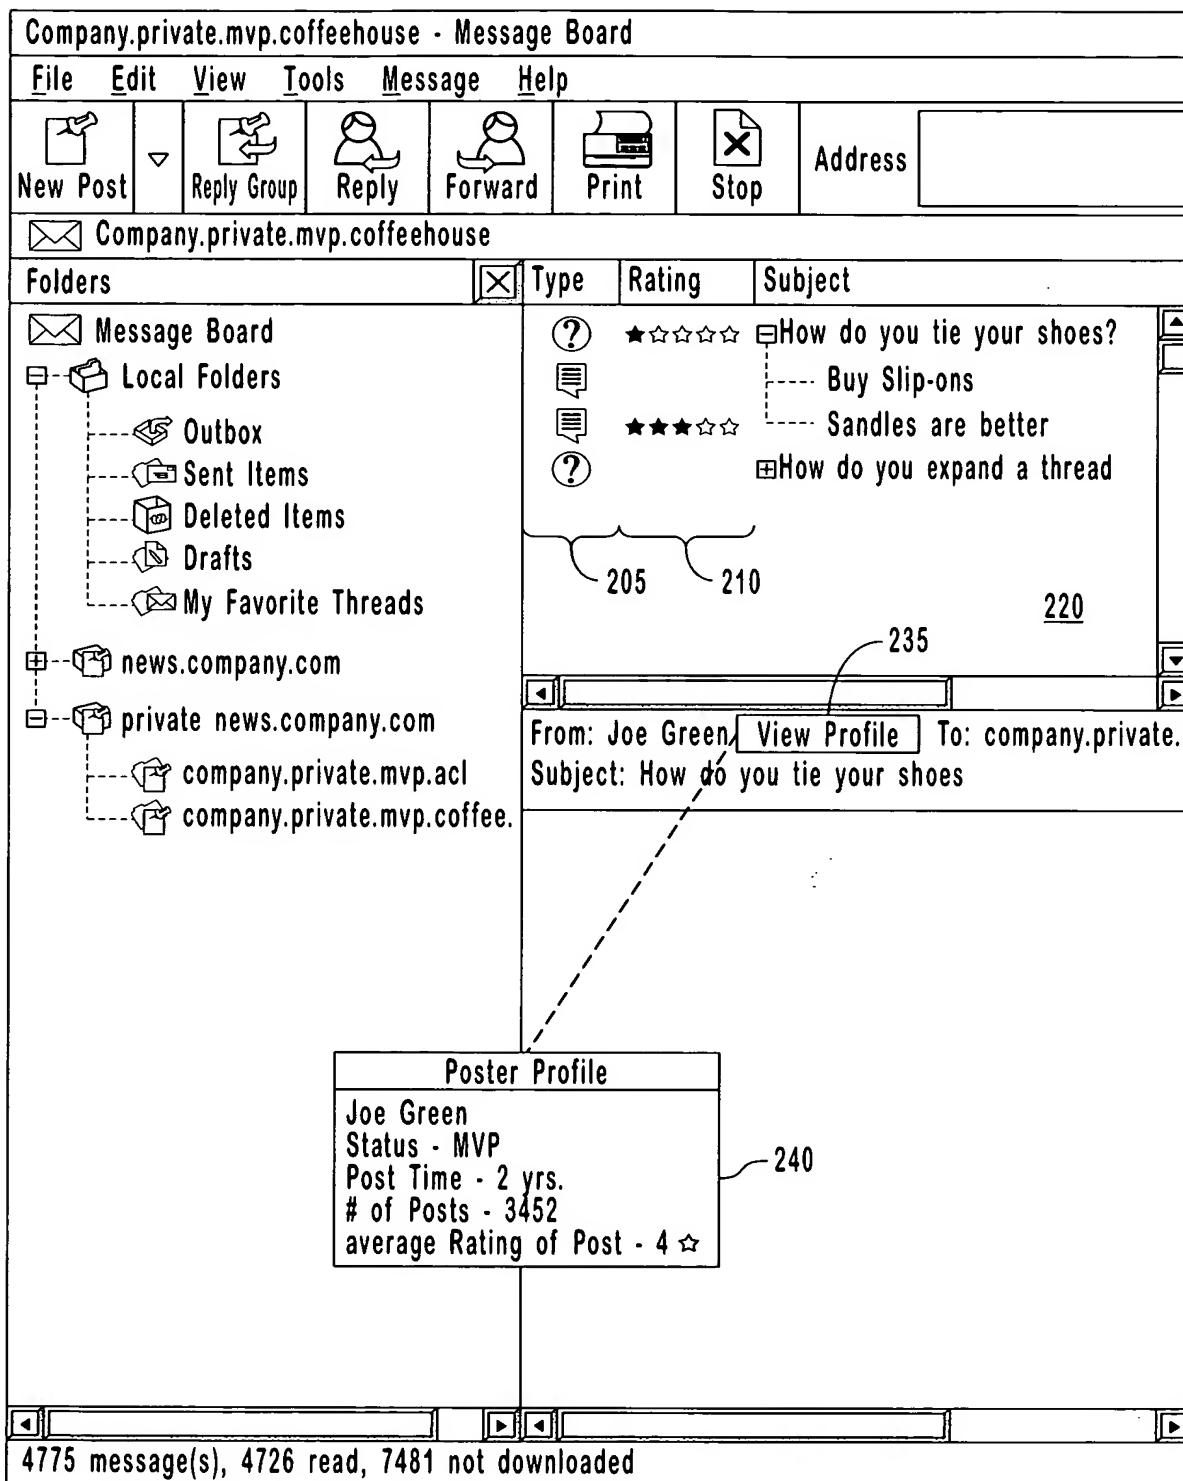 Company.private.mvp.coffeehouse - Message Board
File Edit View Tools Message Help
New Post Reply Group Reply Forward Print Stop Address
Company.private.mvp.coffeehouse
Folders Type Rating Subject
Message Board
Local Folders
Outbox
Sent Items
Deleted Items
Drafts
My Favorite Threads
news.company.com
private news.company.com
company.private.mvp.acl
company.private.mvp.coffee.
How do you tie your shoes?
Buy Slip-ons
Sandles are better
How do you expand a thread
205 210
220
235
From: Joe Green View Profile To: company.private.
Subject: How do you tie your shoes
Poster Profile
Joe Green
Status - MVP
Post Time - 2 yrs.
# of Posts - 3452
average Rating of Post - 4 ☆
240
4775 message(s), 4726 read, 7481 not downloaded